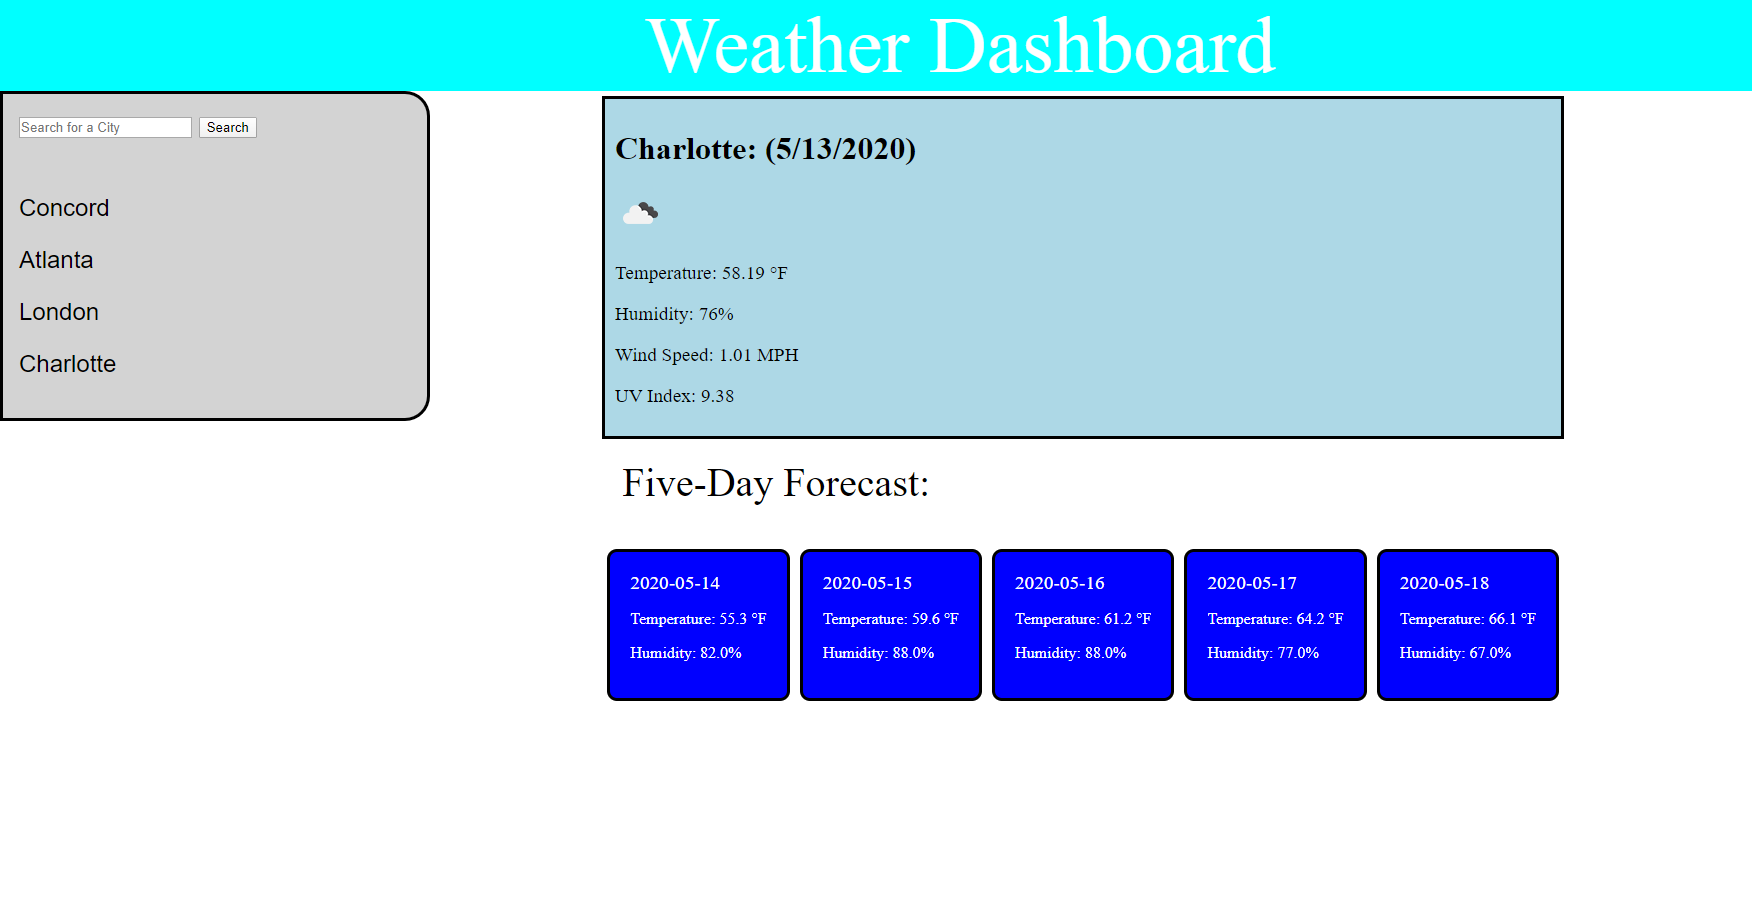 Weather Dashboard
Search for a City Search
Concord
Atlanta
London
Charlotte
Charlotte: (5/13/2020)
Temperature: 58.19 °F
Humidity: 76%
Wind Speed: 1.01 MPH
UV Index: 9.38
Five-Day Forecast:
2020-05-14
Temperature: 55.3 °F
Humidity: 82.0%
2020-05-15
Temperature: 59.6 °F
Humidity: 88.0%
2020-05-16
Temperature: 61.2 °F
Humidity: 88.0%
2020-05-17
Temperature: 64.2 °F
Humidity: 77.0%
2020-05-18
Temperature: 66.1 °F
Humidity: 67.0%